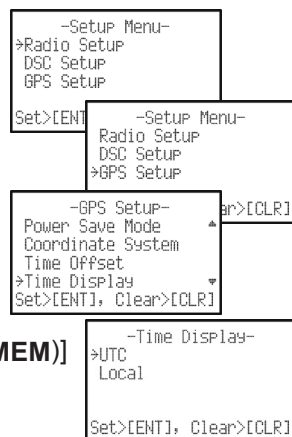 -Setup Menu-
→Radio Setup
DSC Setup
GPS Setup
Set>[ENT
-Setup Menu-
Radio Setup
DSC Setup
→GPS Setup
ar>[CLR]
-GPS Setup-
Power Save Mode
Coordinate System
Time Offset
→Time Display
Set>[ENT], Clear>[CLR]
MEM)]
-Time Display-
→UTC
Local
Set>[ENT], Clear>[CLR]